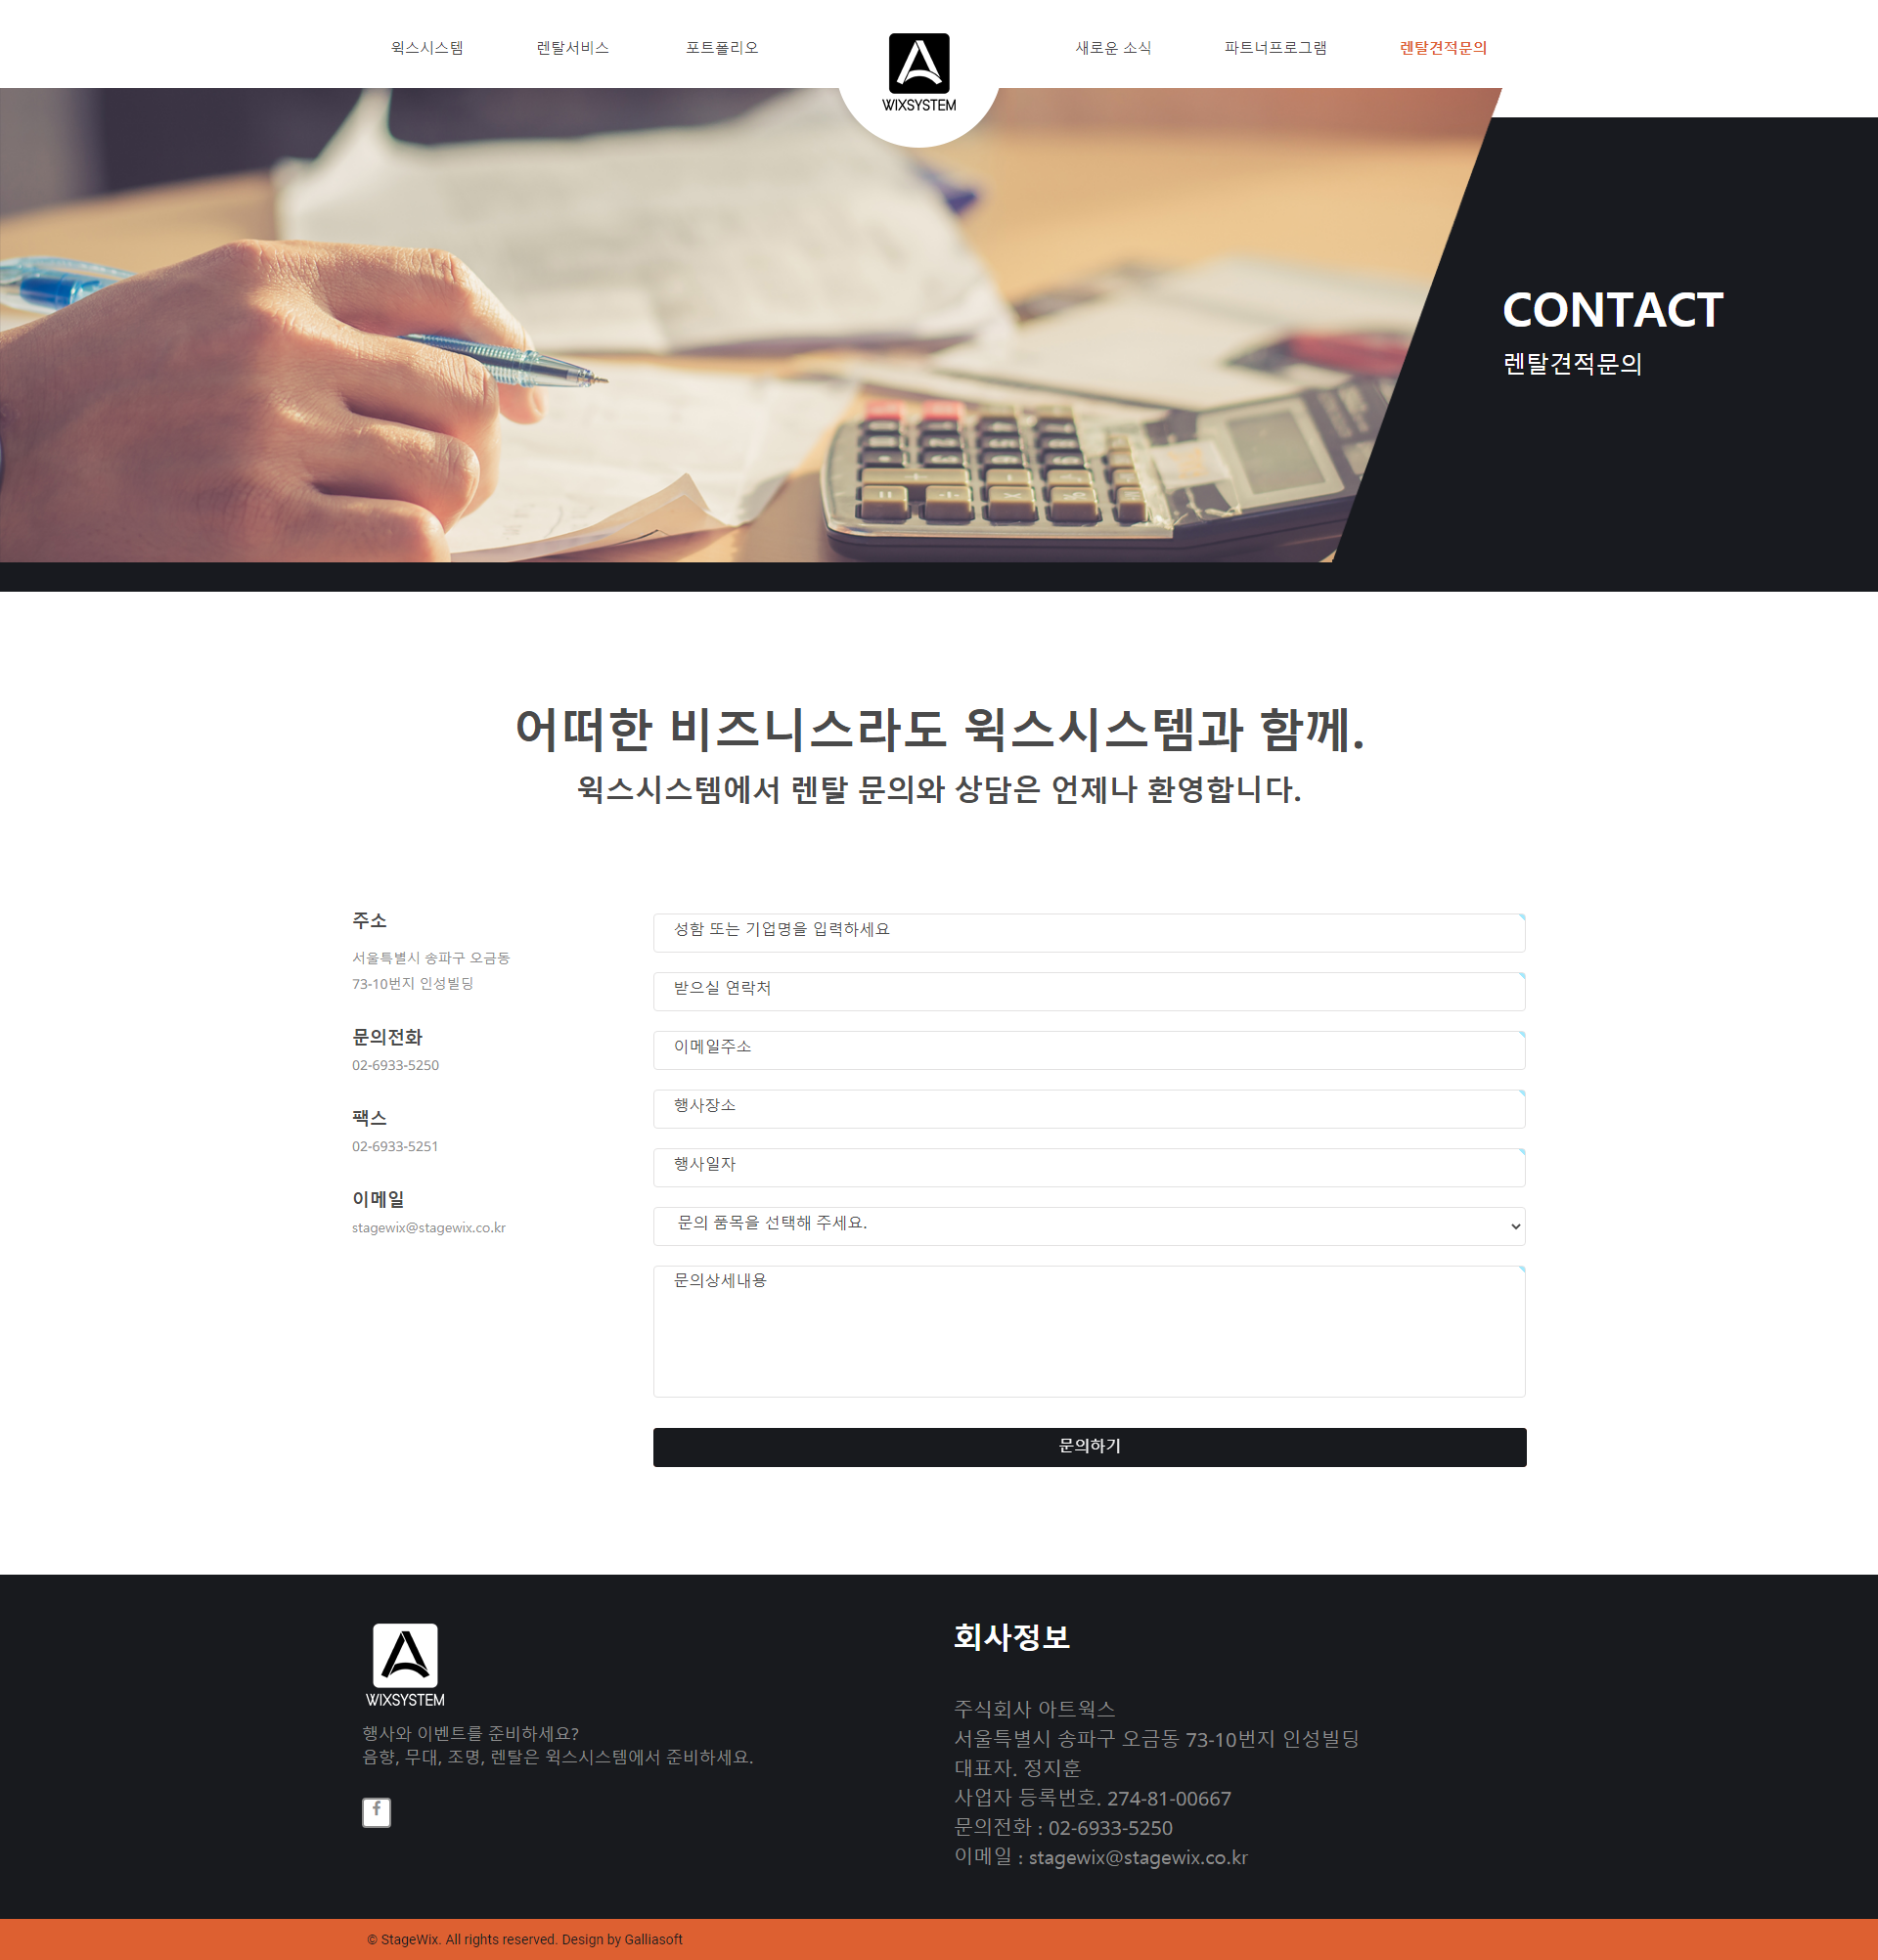 윅스시스템
렌탈서비스
포트폴리오
WIXSYSTEM
새로운 소식
파트너프로그램
렌탈견적문의
CONTACT
렌탈견적문의
어떠한 비즈니스라도 윅스시스템과 함께.
윅스시스템에서 렌탈 문의와 상담은 언제나 환영합니다.
주소
서울특별시 송파구 오금동
73-10번지 인성빌딩
문의전화
02-6933-5250
팩스
02-6933-5251
이메일
stagewix@stagewix.co.kr
성함 또는 기업명을 입력하세요
받으실 연락처
이메일주소
행사장소
행사일자
문의 품목을 선택해 주세요.
문의상세내용
문의하기
WIXSYSTEM
행사와 이벤트를 준비하세요?
음향, 무대, 조명, 렌탈은 윅스시스템에서 준비하세요.
회사정보
주식회사 아트웍스
서울특별시 송파구 오금동 73-10번지 인성빌딩
대표자. 정지훈
사업자 등록번호. 274-81-00667
문의전화 : 02-6933-5250
이메일 : stagewix@stagewix.co.kr
© StageWix. All rights reserved. Design by Galliasoft